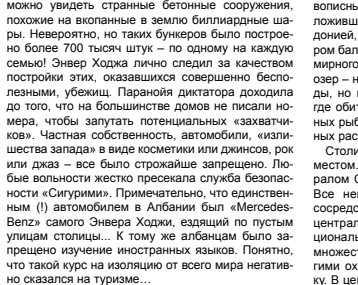 можно увидеть странные бетонные сооружения,
похожие на вкопанные в землю биллиардные ша-
ры. Невероятно, но таких бункеров было построе-
но более 700 тысяч штук – по одному на каждую
семью! Энвер Ходжа лично следил за качеством
постройки этих, оказавшихся совершенно беспо-
лезными, убежищ. Паранойя диктатора доходила
до того, что на большинстве домов не писали но-
мера, чтобы запутать потенциальных «захватчи-
ков». Частная собственность, автомобили, «изли-
шества запада» в виде косметики или джинсов, рок
или джаз – все было строжайше запрещено. Лю-
бые вольности жестко пресекала служба безопас-
ности «Сигурими». Примечательно, что единствен-
ным (!) автомобилем в Албании был «Mercedes-
Benz» самого Энвера Ходжи, ездящий по пустым
улицам столицы... К тому же албанцам было за-
прещено изучение иностранных языков. Понятно,
что такой курс на изоляцию от всего мира негатив-
но сказался на туризме…
вописны
ложивш
донией,
ром бал
мирного
озер – н
ды, но
где обит
ных рыб
ных рас
Столи
местом.
ралом С
Все не
сосредо
централ
циональ
множест
гими ох
ку. В це